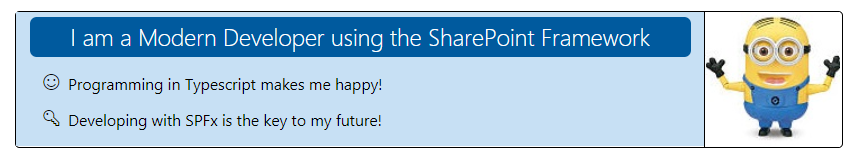 I am a Modern Developer using the SharePoint Framework
Programming in Typescript makes me happy!
Developing with SPFx is the key to my future!